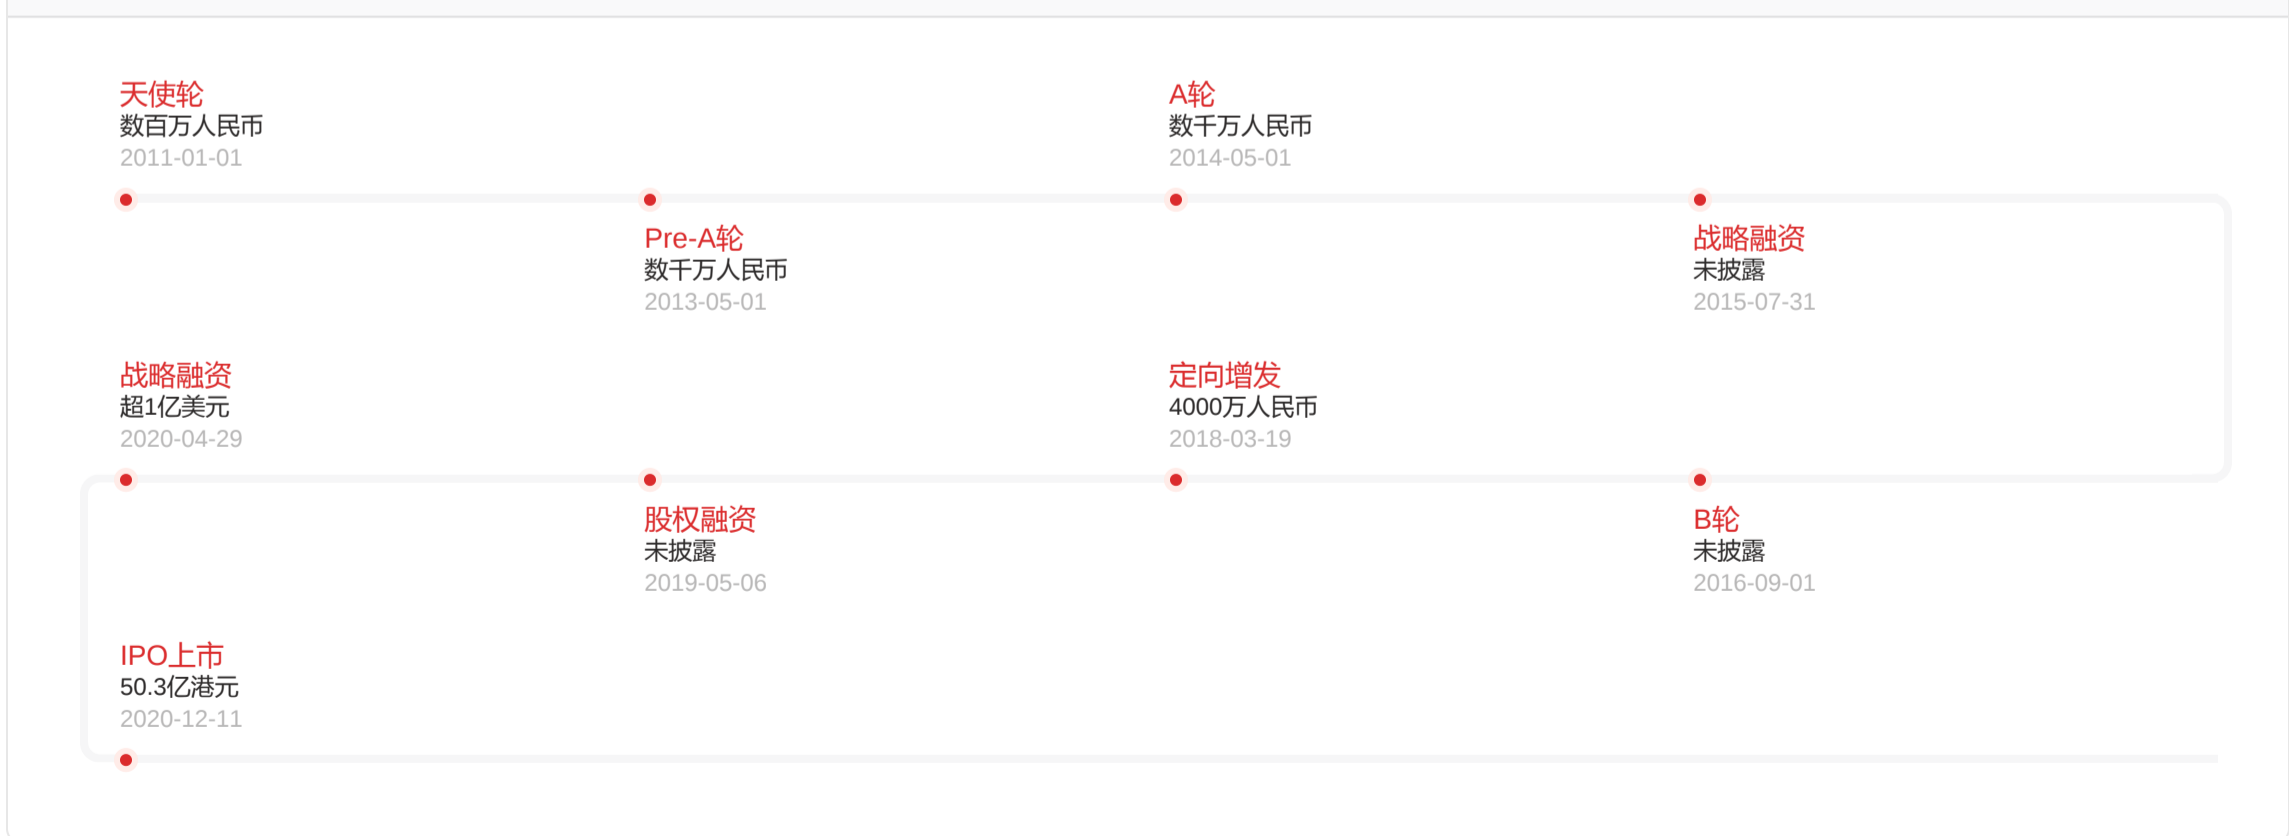 天使轮
数百万人民币
2011-01-01
A轮
数千万人民币
2014-05-01
Pre-A轮
数千万人民币
2013-05-01
战略融资
未披露
2015-07-31
战略融资
超1亿美元
2020-04-29
定向增发
4000万人民币
2018-03-19
股权融资
未披露
2019-05-06
B轮
未披露
2016-09-01
IPO上市
50.3亿港元
2020-12-11